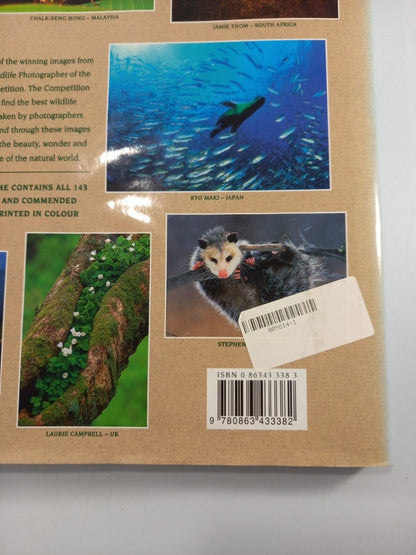 CHALK-SENG HONG – MALAYSIA
JAMIE THOM – SOUTH AFRICA
of the winning images from
ldlife Photographer of the
petition. The Competition
find the best wildlife
aken by photographers
nd through these images
the beauty, wonder and
e of the natural world.
ME CONTAINS ALL 143
AND COMMENDED
RINTED IN COLOUR
RYO MAKI – JAPAN
STEPHEN
LAURIE CAMPBELL – UK
ISBN 0 86343 338 3
9 780863 433382